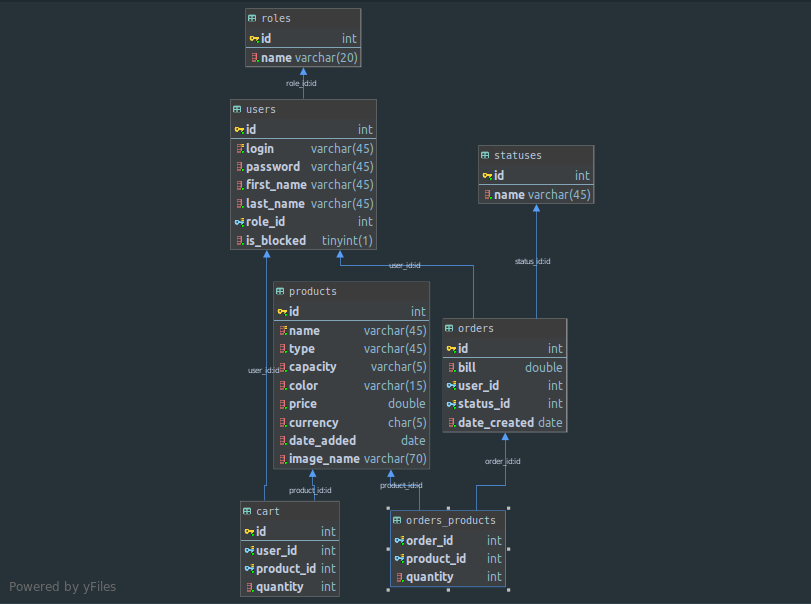 roles
id int
name varchar(20)
role_id:id
users
id int
login varchar(45)
password varchar(45)
first_name varchar(45)
last_name varchar(45)
role_id int
is_blocked tinyint(1)
statuses
id int
name varchar(45)
user_id:id
status_id:id
products
id int
name varchar(45)
type varchar(45)
capacity varchar(5)
color varchar(15)
price double
currency char(5)
date_added date
image_name varchar(70)
orders
id int
bill double
user_id int
status_id int
date_created date
user_id:id
order_id:id
product_id:id
product_id:id
cart
id int
user_id int
product_id int
quantity int
orders_products
order_id int
product_id int
quantity int
Powered by yFiles